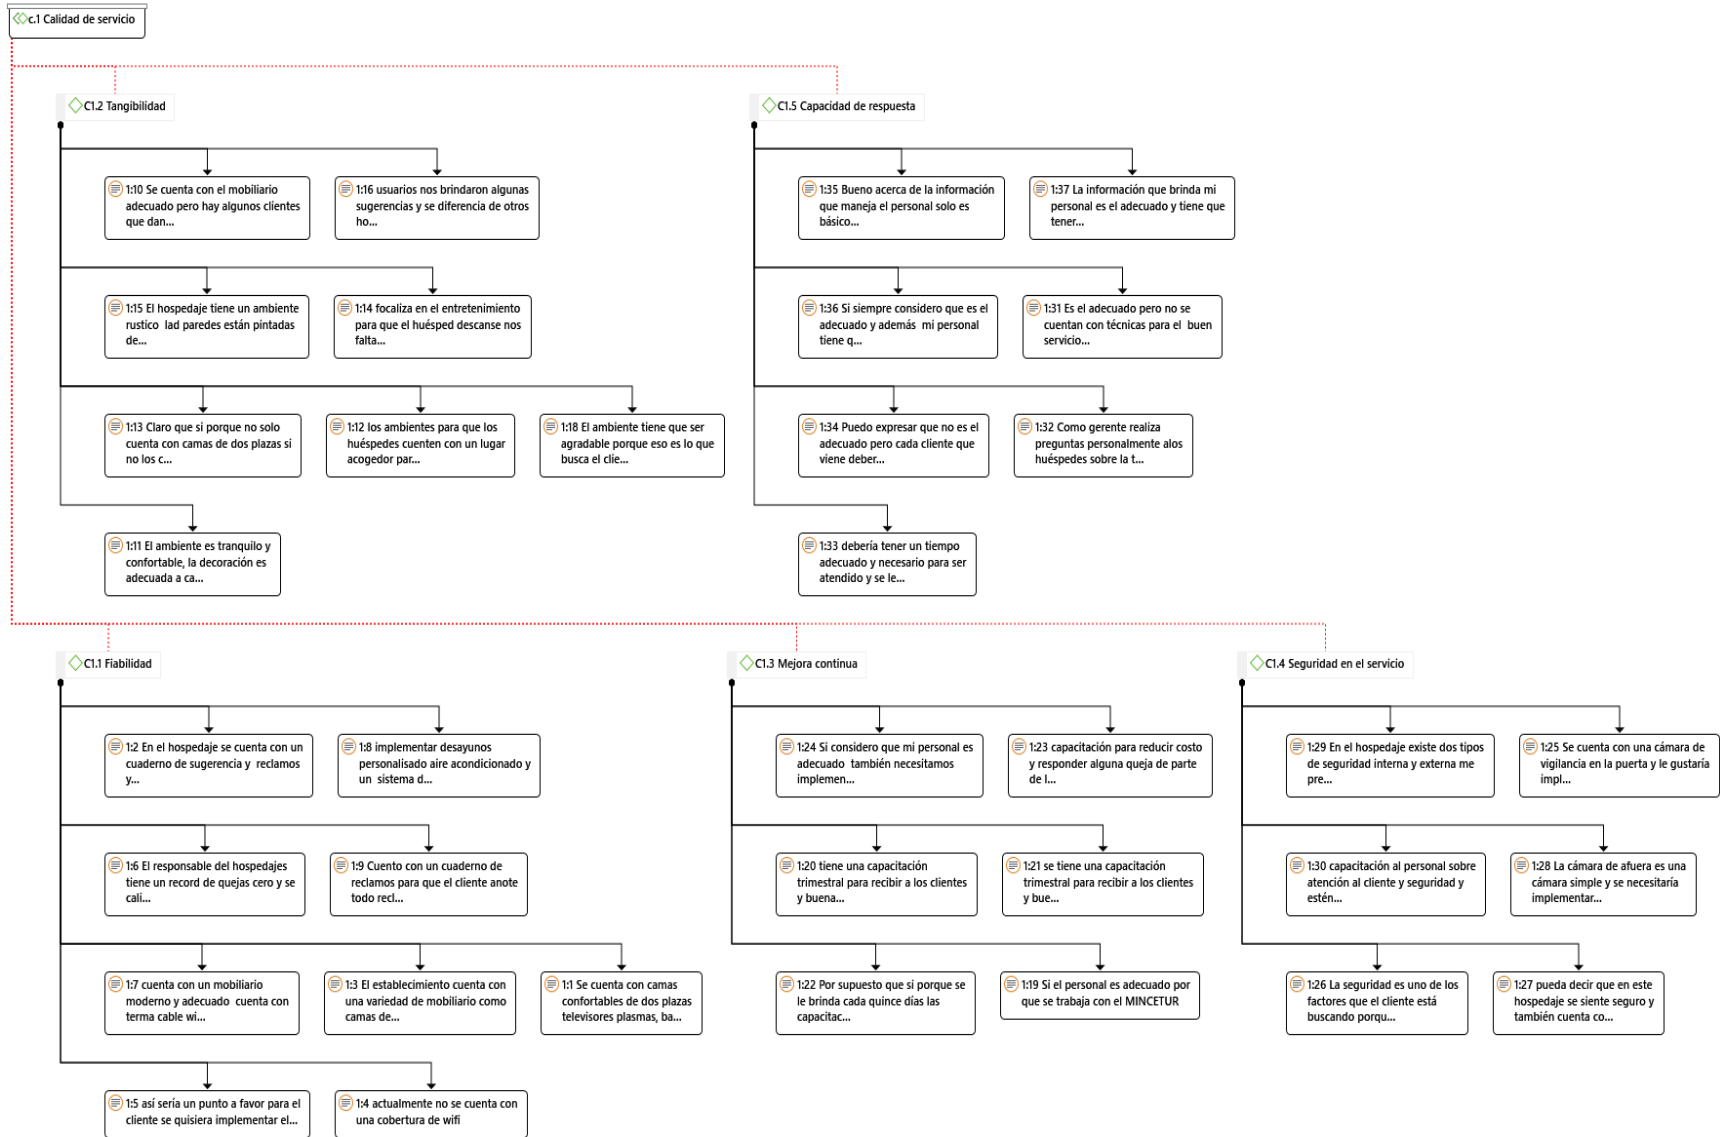 c.1 Calidad de servicio
C1.2 Tangibilidad
1:10 Se cuenta con el mobiliario
adecuado pero hay algunos clientes
que dan...
1:16 usuarios nos brindaron algunas
sugerencias y se diferencia de otros
ho...
1:15 El hospedaje tiene un ambiente
rustico lad paredes están pintadas
de...
1:14 focaliza en el entretenimiento
para que el huésped descanse nos
falta...
1:13 Claro que si porque no solo
cuenta con camas de dos plazas si
no los c...
1:12 los ambientes para que los
huéspedes cuenten con un lugar
acogedor par...
1:18 El ambiente tiene que ser
agradable porque eso es lo que
busca el clie...
1:11 El ambiente es tranquilo y
confortable, la decoración es
adecuada a ca...
C1.5 Capacidad de respuesta
1:35 Bueno acerca de la información
que maneja el personal solo es
básico...
1:37 La información que brinda mi
personal es el adecuado y tiene que
tener...
1:36 Si siempre considero que es el
adecuado y además mi personal
tiene q...
1:31 Es el adecuado pero no se
cuentan con técnicas para el buen
servicio...
1:34 Puedo expresar que no es el
adecuado pero cada cliente que
viene deber...
1:32 Como gerente realiza
preguntas personalmente alos
huéspedes sobre la t...
1:33 debería tener un tiempo
adecuado y necesario para ser
atendido y se le...
C1.1 Fiabilidad
1:2 En el hospedaje se cuenta con un
cuaderno de sugerencia y reclamos
y...
1:8 implementar desayunos
personalisado aire acondicionado y
un sistema d...
1:6 El responsable del hospedajes
tiene un record de quejas cero y se
cali...
1:9 Cuento con un cuaderno de
reclamos para que el cliente anote
todo recl...
1:7 cuenta con un mobiliario
moderno y adecuado cuenta con
terma cable wi...
1:3 El establecimiento cuenta con
una variedad de mobiliario como
camas de...
1:1 Se cuenta con camas
confortables de dos plazas
televisores plasmas, ba...
1:5 así sería un punto a favor para el
cliente se quisiera implementar el...
1:4 actualmente no se cuenta con
una cobertura de wifi
C1.3 Mejora continua
1:24 Si considero que mi personal es
adecuado también necesitamos
implemen...
1:23 capacitación para reducir costo
y responder alguna queja de parte
de l...
1:20 tiene una capacitación
trimestral para recibir a los clientes
y buena...
1:21 se tiene una capacitación
trimestral para recibir a los clientes
y bue...
1:22 Por supuesto que si porque se
le brinda cada quince días las
capacitac...
1:19 Si el personal es adecuado por
que se trabaja con el MINCETUR
C1.4 Seguridad en el servicio
1:29 En el hospedaje existe dos tipos
de seguridad interna y externa me
pre...
1:25 Se cuenta con una cámara de
vigilancia en la puerta y le gustaría
impl...
1:30 capacitación al personal sobre
atención al cliente y seguridad y
estén...
1:28 La cámara de afuera es una
cámara simple y se necesitaría
implementar...
1:26 La seguridad es uno de los
factores que el cliente está
buscando porqu...
1:27 pueda decir que en este
hospedaje se siente seguro y
también cuenta co...